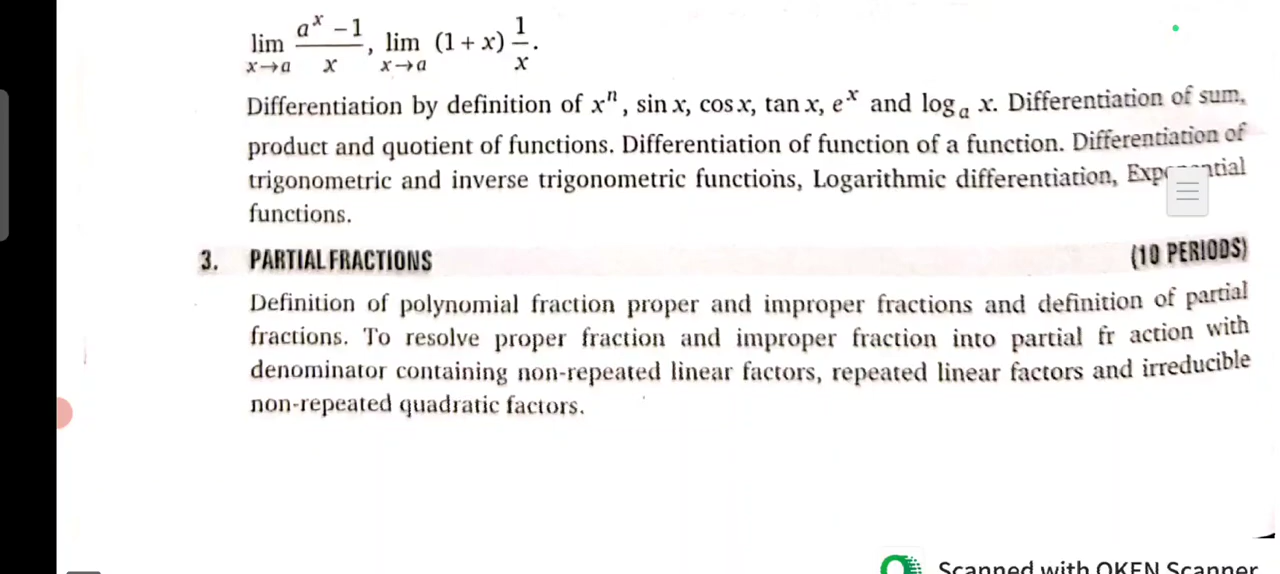 lim x→a (a^x − 1)/x, lim x→a (1 + x) 1/x.
Differentiation by definition of x^n, sin x, cos x, tan x, e^x and log_a x. Differentiation of sum,
product and quotient of functions. Differentiation of function of a function. Differentiation of
trigonometric and inverse trigonometric functions, Logarithmic differentiation,
functions.
3. PARTIAL FRACTIONS (10 PERIODS)
Definition of polynomial fraction proper and improper fractions and definition of partial
fractions. To resolve proper fraction and improper fraction into partial fr action with
denominator containing non-repeated linear factors, repeated linear factors and irreducible
non-repeated quadratic factors.
Scanned with OKEN Scanner